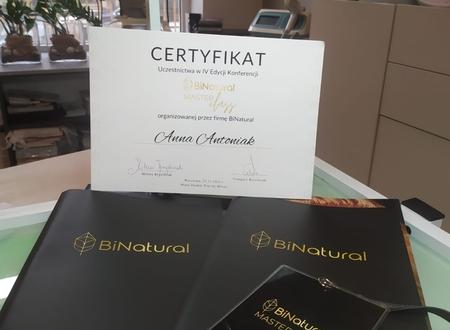 CERTYFIKAT
Uczestnictwa w IV Edycji Konferencji
BiNatural
MASTER class
organizowanej przez firmę BiNatural
Anna Antoniak
BiNatural
BiNatural
BiNatural
MASTER